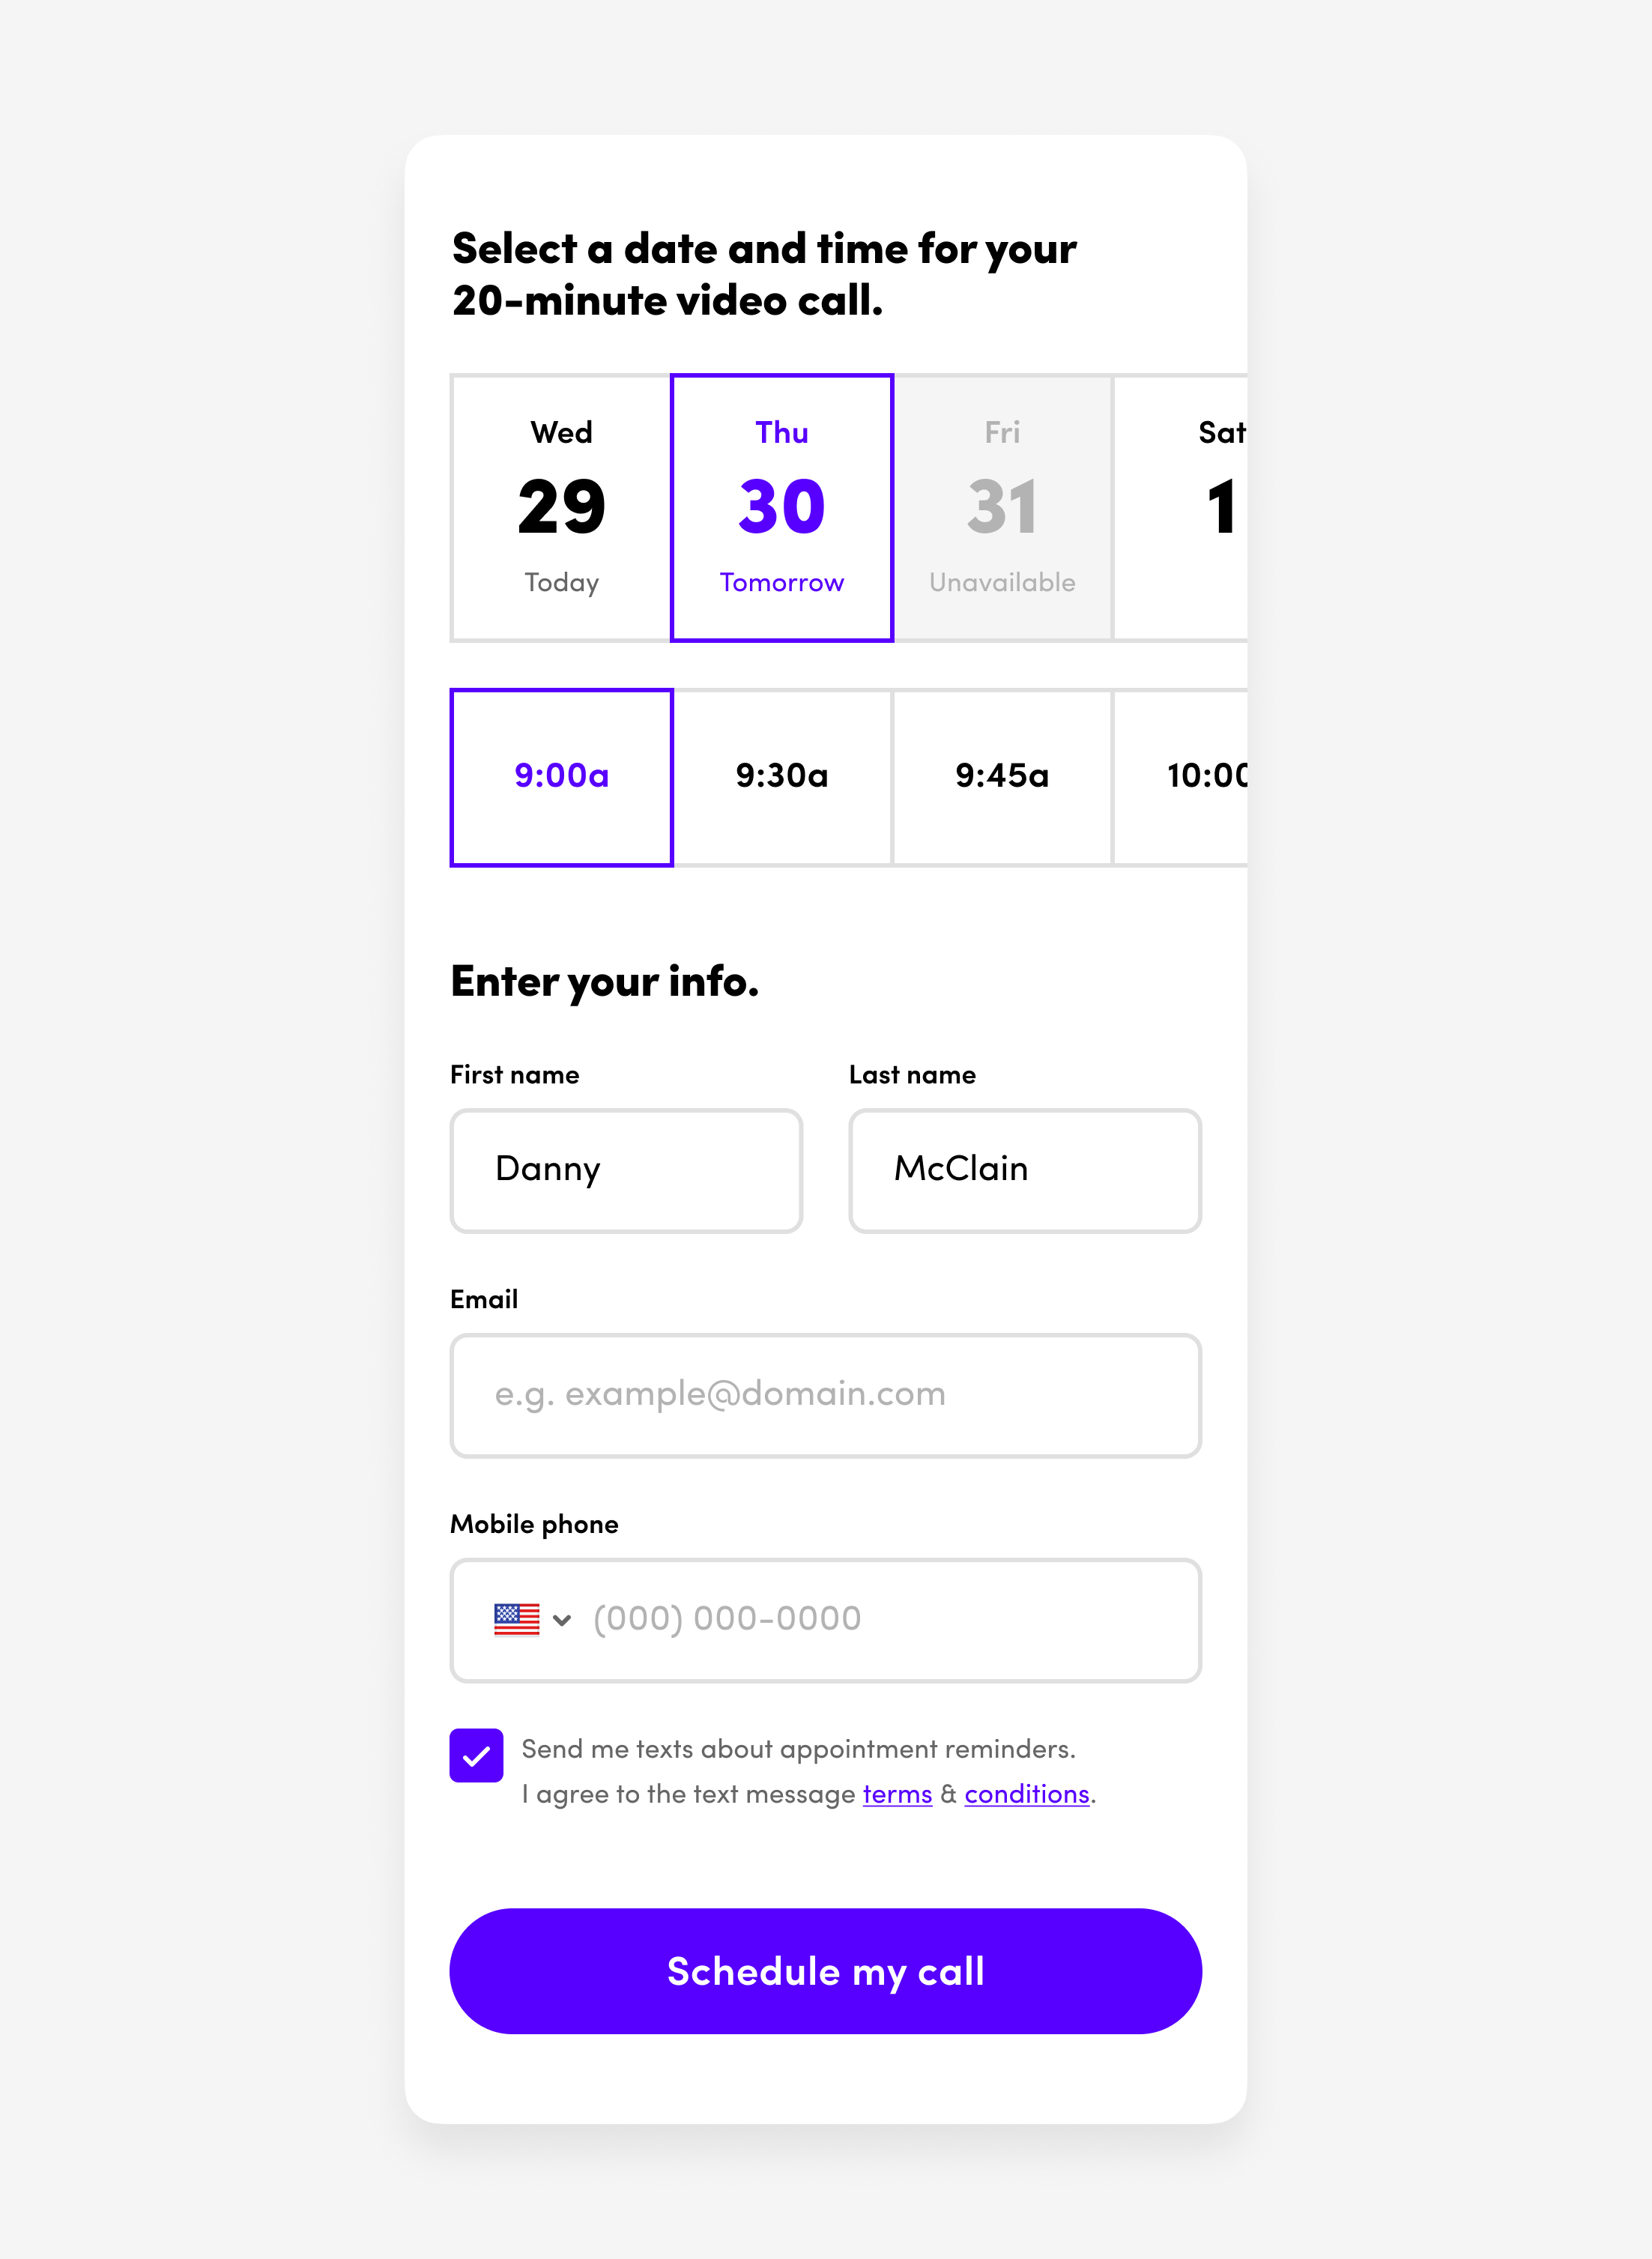 Select a date and time for your
20-minute video call.
Wed Thu Fri Sat
29 30 31 1
Today Tomorrow Unavailable
9:00a 9:30a 9:45a 10:00
Enter your info.
First name Last name
Danny McClain
Email
e.g. example@domain.com
Mobile phone
(000) 000-0000
Send me texts about appointment reminders.
I agree to the text message terms & conditions.
Schedule my call